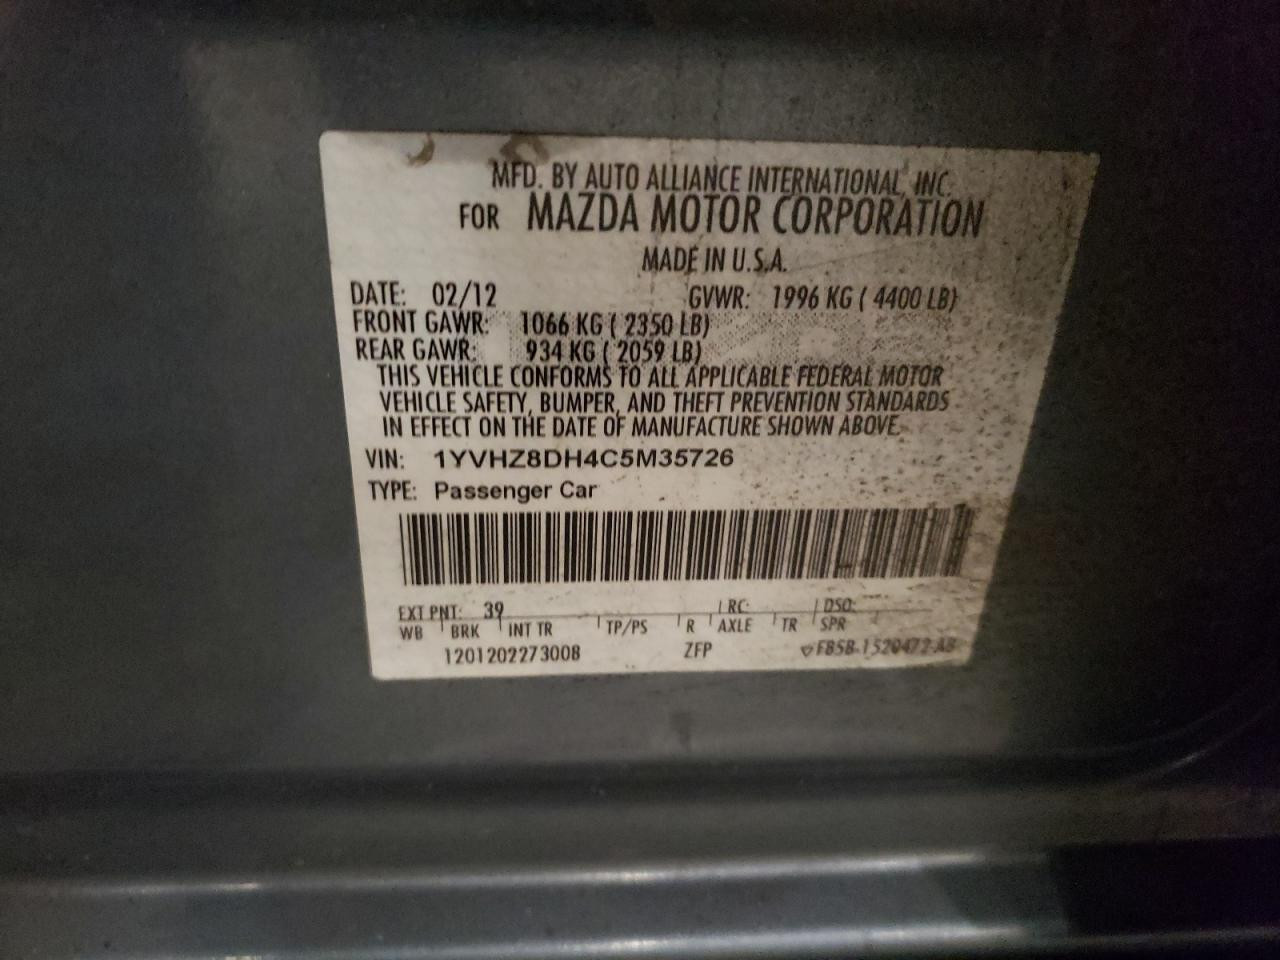 MFD. BY AUTO ALLIANCE INTERNATIONAL, INC.
FOR MAZDA MOTOR CORPORATION
MADE IN U.S.A.
DATE: 02/12 GVWR: 1996 KG ( 4400 LB)
FRONT GAWR: 1066 KG ( 2350 LB)
REAR GAWR: 934 KG ( 2059 LB)
THIS VEHICLE CONFORMS TO ALL APPLICABLE FEDERAL MOTOR
VEHICLE SAFETY, BUMPER, AND THEFT PREVENTION STANDARDS
IN EFFECT ON THE DATE OF MANUFACTURE SHOWN ABOVE.
VIN: 1YVHZ8DH4C5M35726
TYPE: Passenger Car
EXT PNT: 39 RC: DSO:
WB BRK INT TR TP/PS R AXLE TR SPR
1201202273008 ZFP F85B-1520472-AB